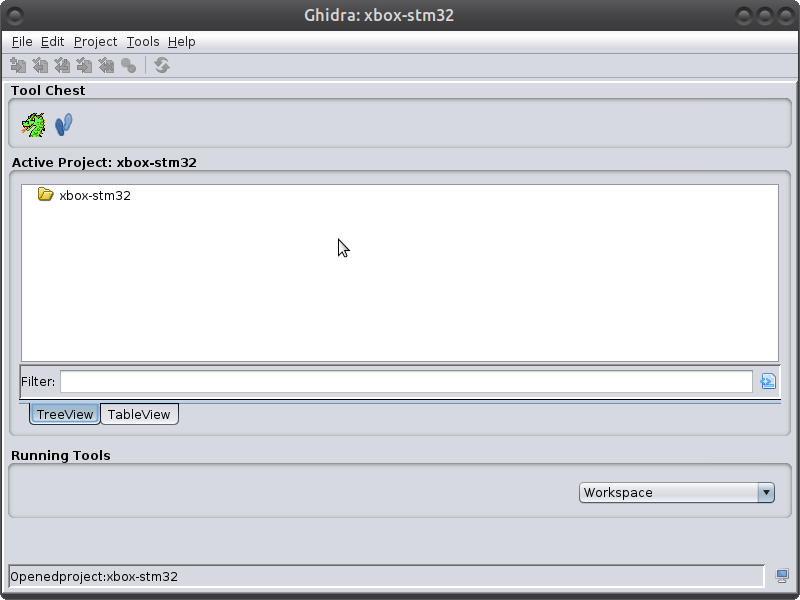 Ghidra: xbox-stm32
File Edit Project Tools Help
Tool Chest
Active Project: xbox-stm32
xbox-stm32
Filter:
TreeView TableView
Running Tools
Workspace
Openedproject:xbox-stm32